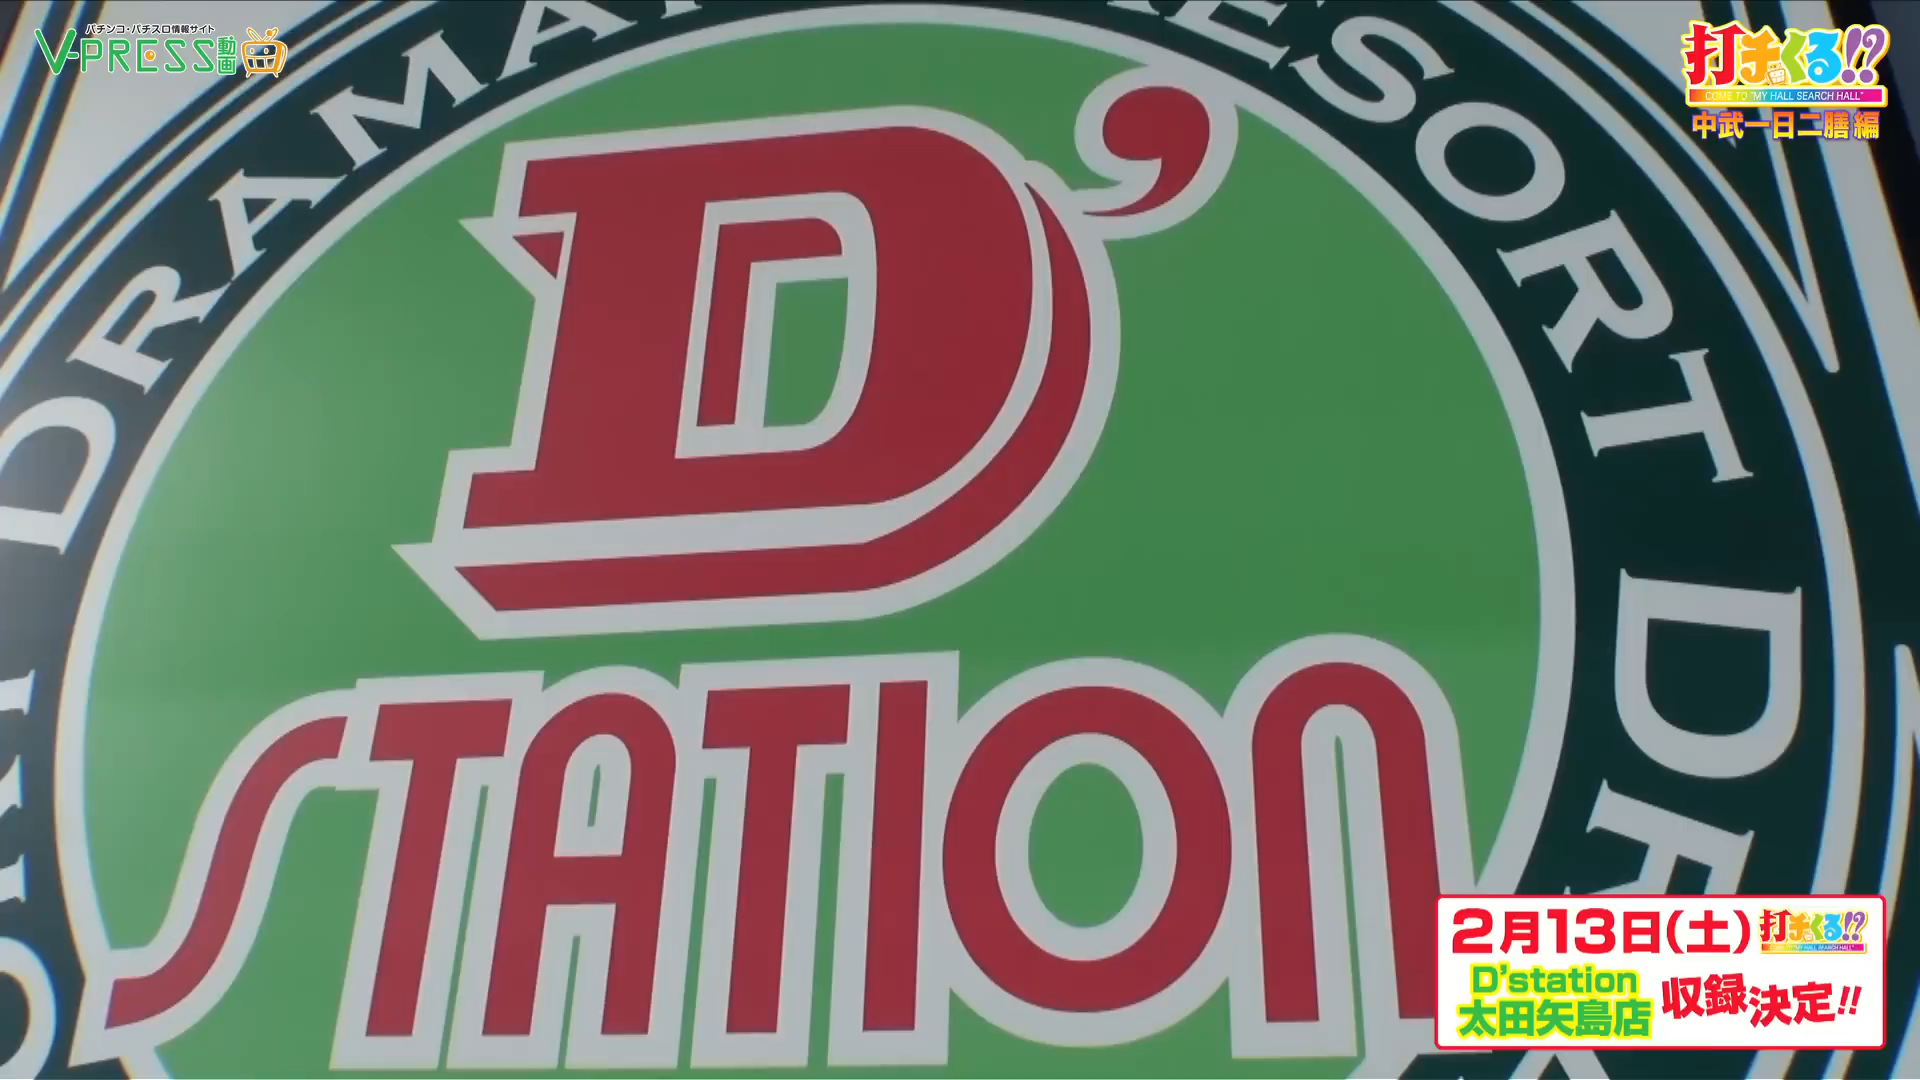 パチンコ・パチスロ情報サイト
V-PRESS動画
打チくる!?
COME TO "MY HALL SEARCH HALL"
中武一日二膳編
DRAMA
RESORT DR
D'
STATION
2月13日(土)打チくる!?
D'station
太田矢島店
収録決定!!